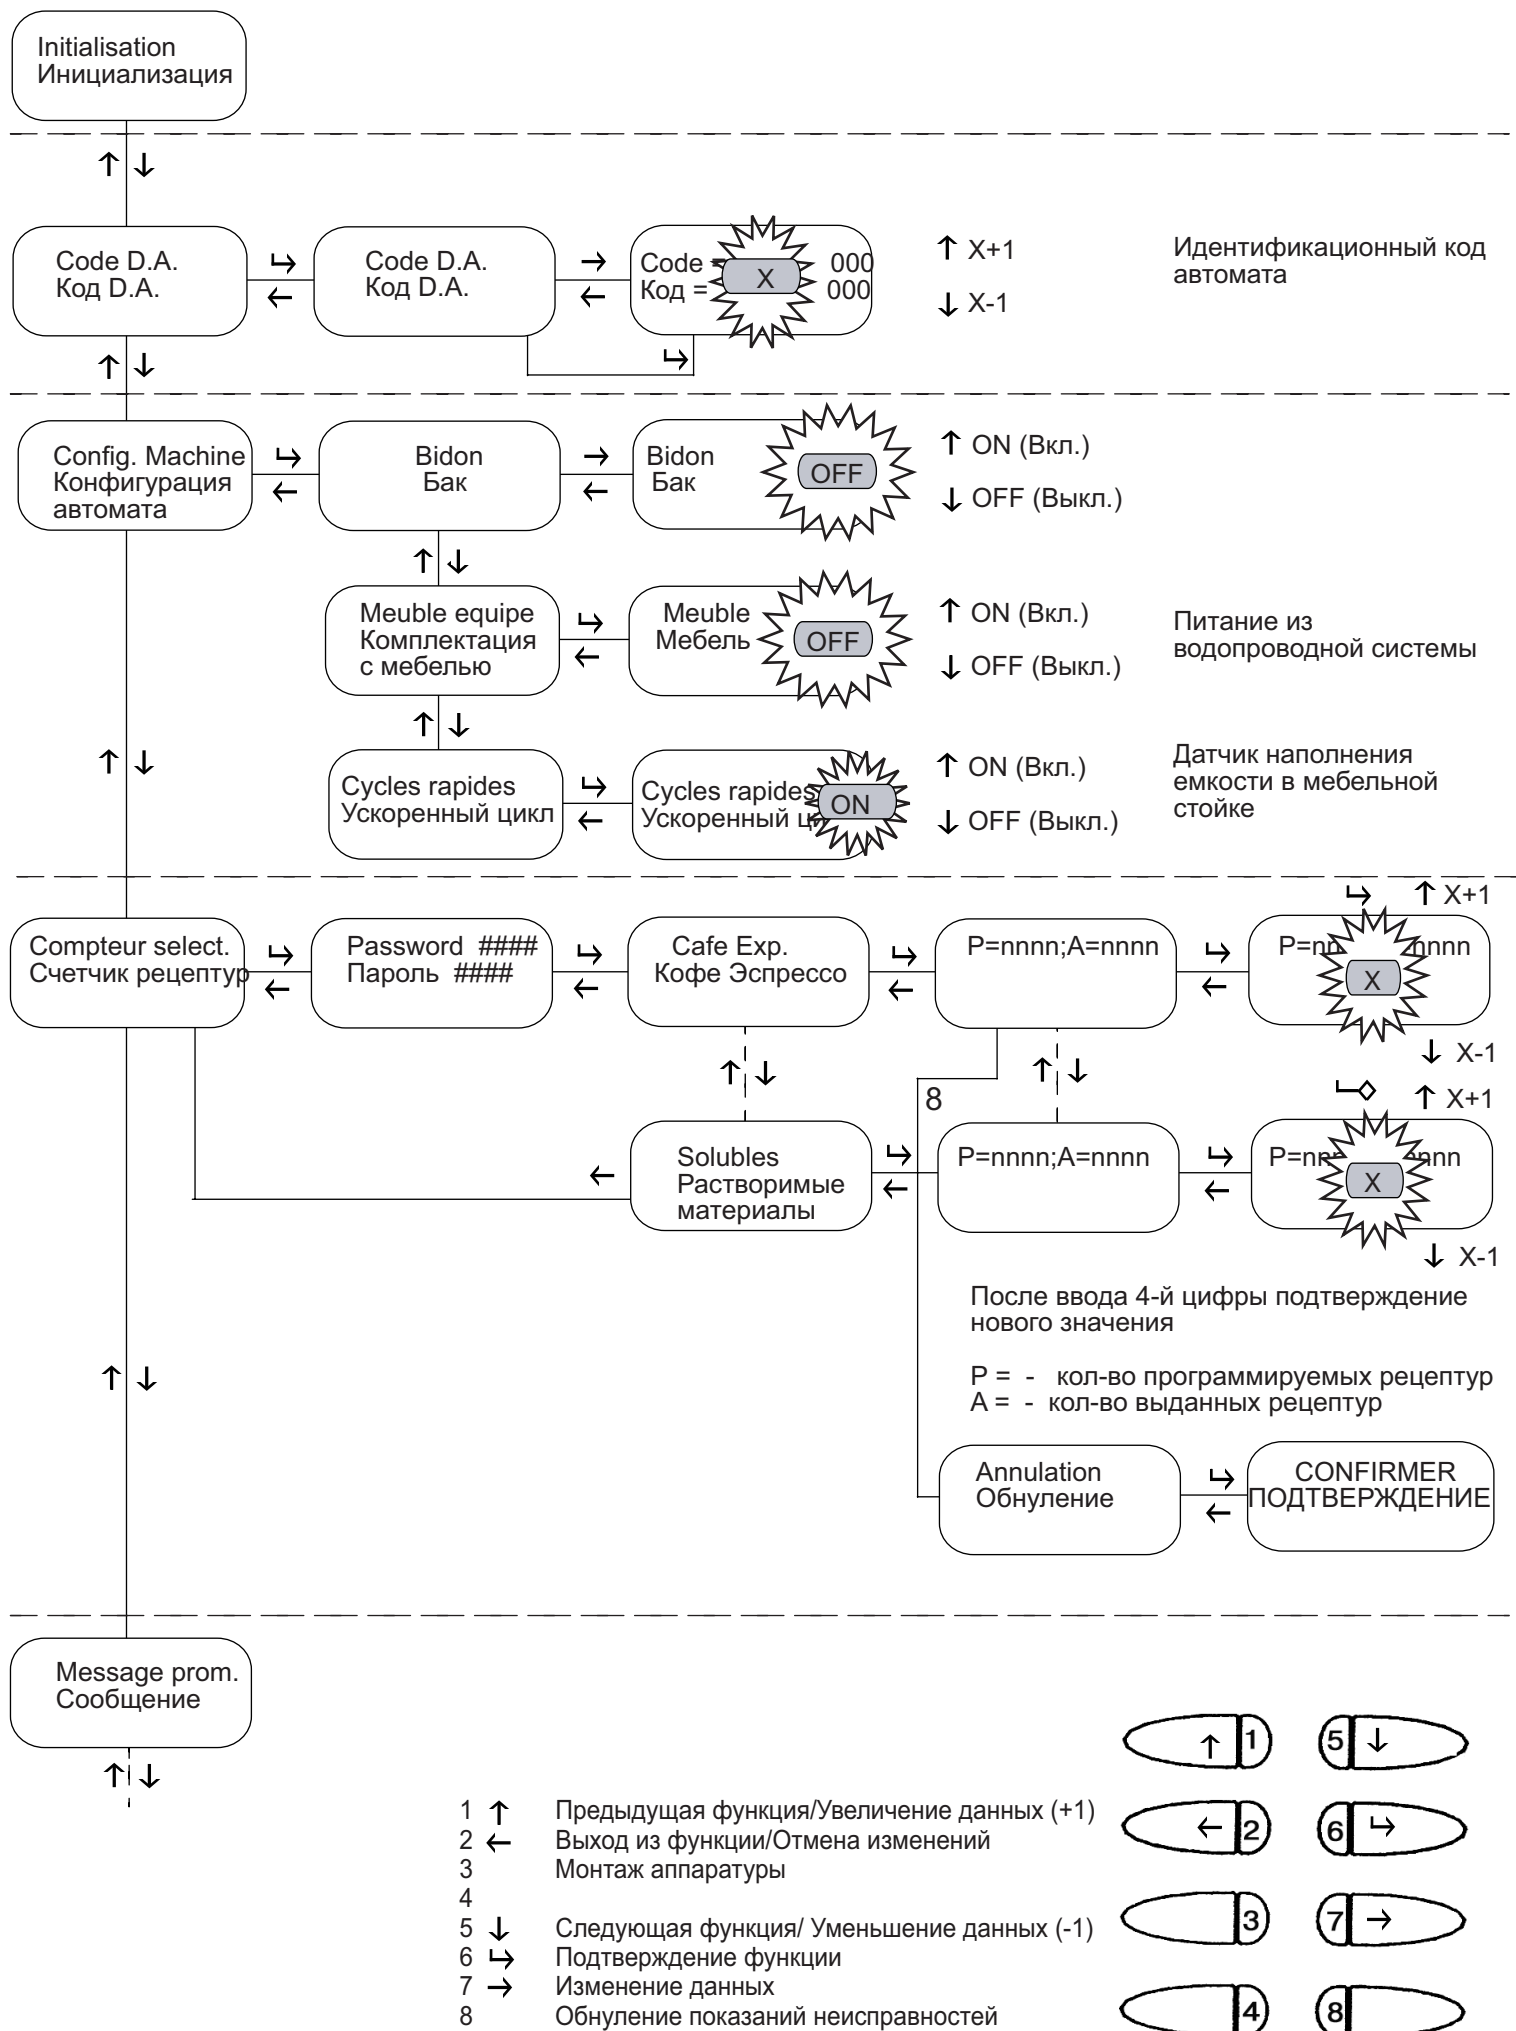 Initialisation
Инициализация
↑ ↓
Code D.A.
Код D.A.
↳
←
Code D.A.
Код D.A.
→
←
Code = X 000
Код = 000
↳
↑ X+1
↓ X-1
Идентификационный код
автомата
↑ ↓
Config. Machine
Конфигурация
автомата
↳
←
Bidon
Бак
→
←
Bidon
Бак
OFF
↑ ON (Вкл.)
↓ OFF (Выкл.)
↑ ↓
Meuble equipe
Комплектация
с мебелью
↳
←
Meuble
Мебель
OFF
↑ ON (Вкл.)
↓ OFF (Выкл.)
Питание из
водопроводной системы
↑ ↓
↑ ↓
Cycles rapides
Ускоренный цикл
↳
←
Cycles rapides
Ускоренный
ON
↑ ON (Вкл.)
↓ OFF (Выкл.)
Датчик наполнения
емкости в мебельной
стойке
Compteur select.
Счетчик рецептур
↳
←
Password ####
Пароль ####
↳
←
Cafe Exp.
Кофе Эспрессо
↳
←
P=nnnn;A=nnnn
↳
←
↳ ↑ X+1
P=nn nnn
X
↓ X-1
↑ ↓
↑ ↓
8
←
Solubles
Растворимые
материалы
↳
←
P=nnnn;A=nnnn
↳
←
↑ X+1
P=nn nnn
X
↓ X-1
После ввода 4-й цифры подтверждение
нового значения
P = - кол-во программируемых рецептур
A = - кол-во выданных рецептур
↑ ↓
Annulation
Обнуление
↳
←
CONFIRMER
ПОДТВЕРЖДЕНИЕ
Message prom.
Сообщение
↑ ↓
1 ↑ Предыдущая функция/Увеличение данных (+1)
2 ← Выход из функции/Отмена изменений
3 Монтаж аппаратуры
4
5 ↓ Следующая функция/ Уменьшение данных (-1)
6 ↳ Подтверждение функции
7 → Изменение данных
8 Обнуление показаний неисправностей
↑ 1 5 ↓
← 2 6 ↳
3 7 →
4 8